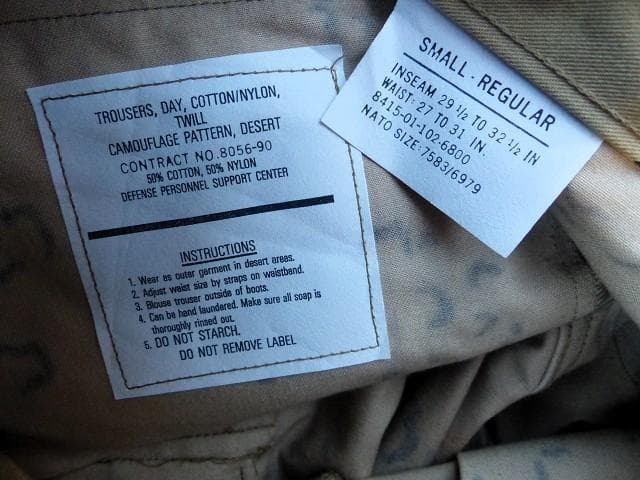 TROUSERS, DAY, COTTON/NYLON,
TWILL
CAMOUFLAGE PATTERN, DESERT
CONTRACT NO. 8056-90
50% COTTON, 50% NYLON
DEFENSE PERSONNEL SUPPORT CENTER
INSTRUCTIONS
1. Wear as outer garment in desert areas.
2. Adjust waist size by straps on waistband.
3. Blouse trouser outside of boots.
4. Can be hand laundered. Make sure all soap is
thoroughly rinsed out.
5. DO NOT STARCH.
DO NOT REMOVE LABEL
SMALL - REGULAR
INSEAM 29 1/2 TO 32 1/2 IN
WAIST: 27 TO 31 IN.
8415-01-102-6800
NATO SIZE: 7583/6979